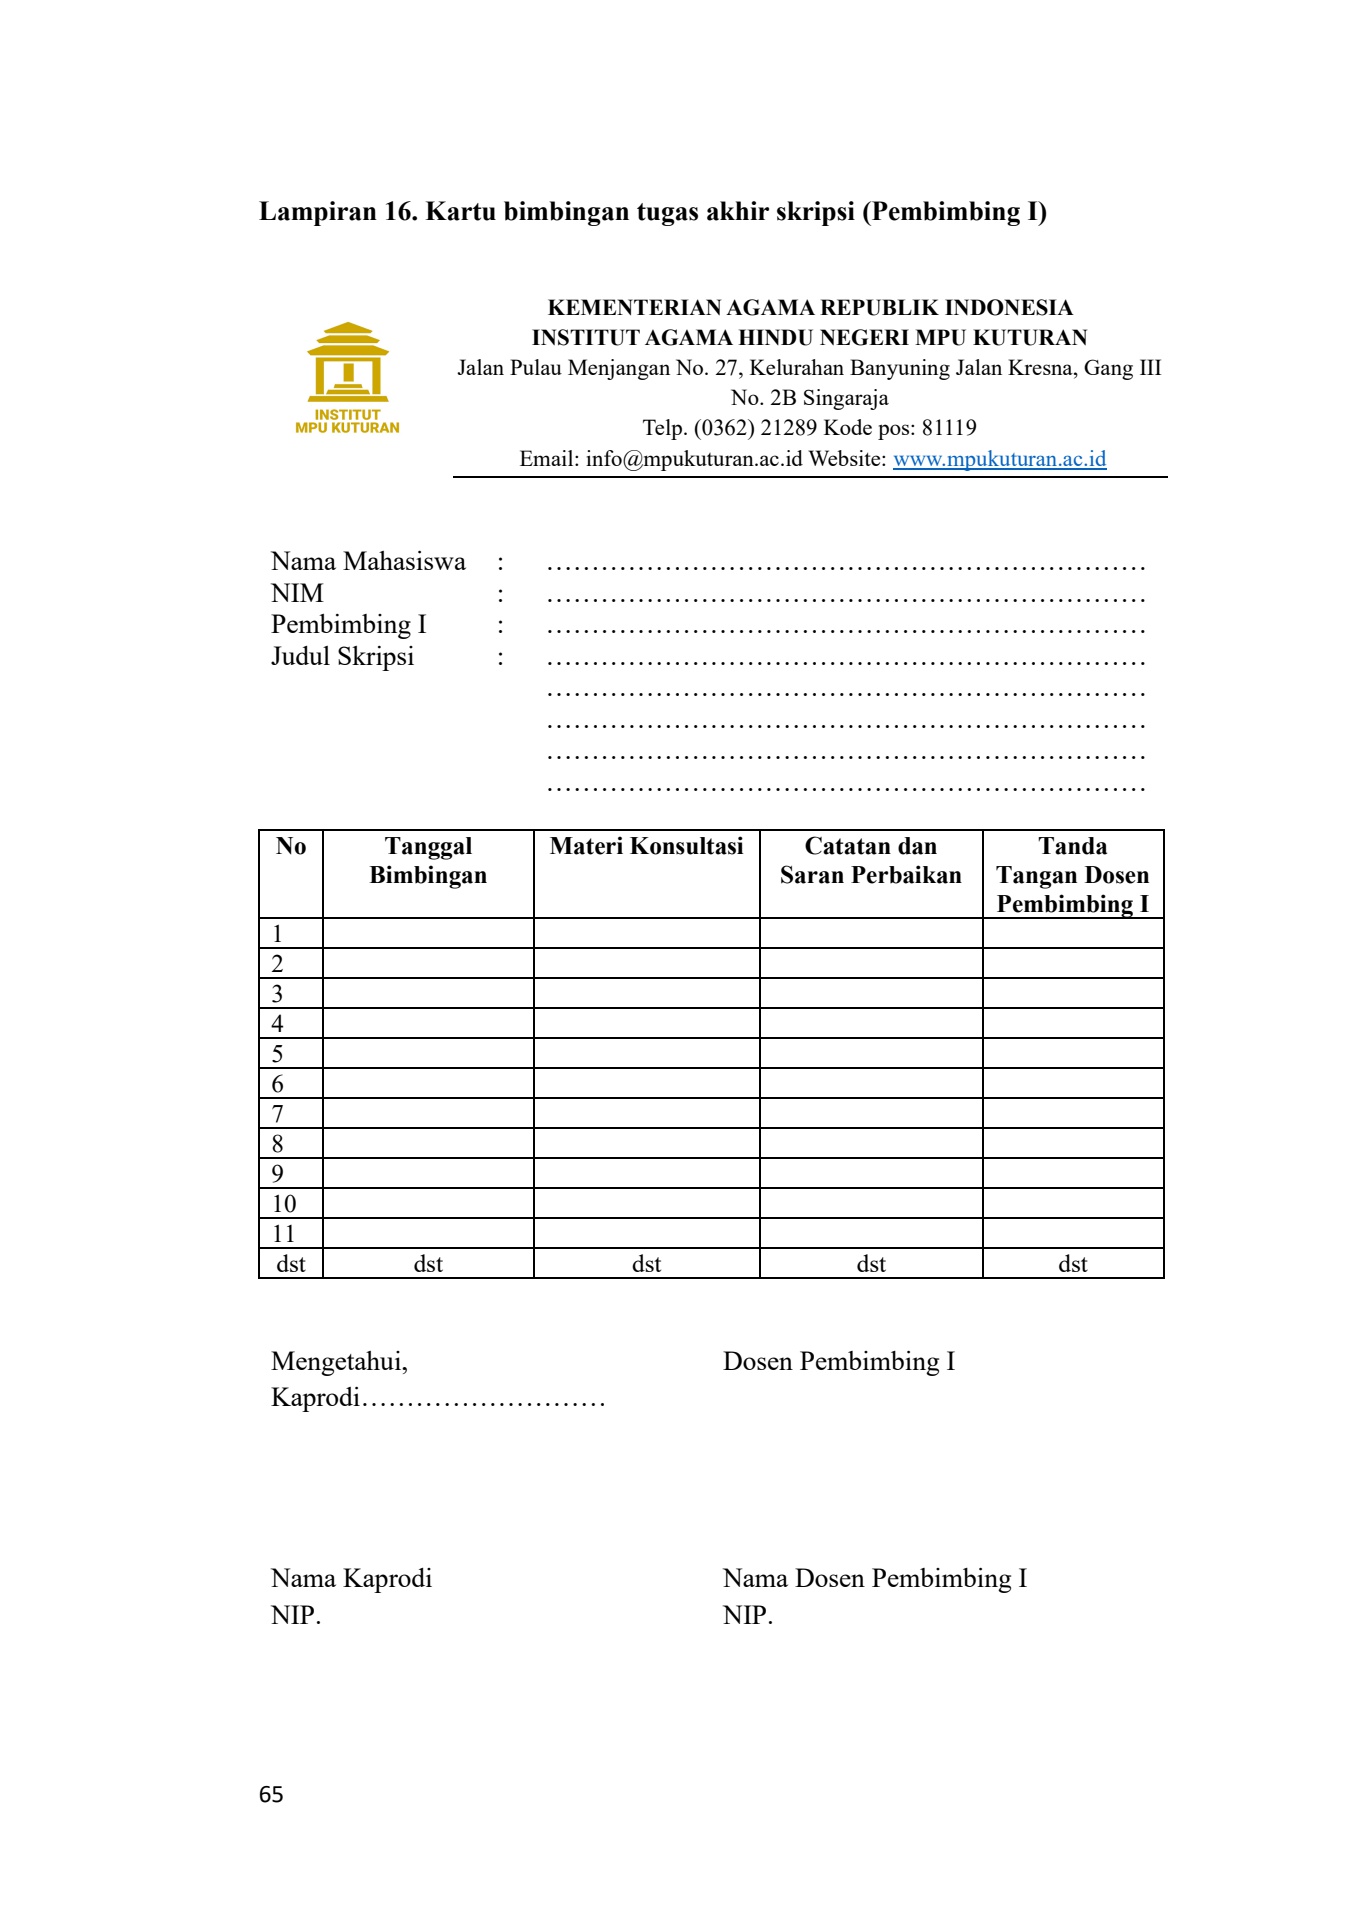 Lampiran 16. Kartu bimbingan tugas akhir skripsi (Pembimbing I)
INSTITUT
MPU KUTURAN
KEMENTERIAN AGAMA REPUBLIK INDONESIA
INSTITUT AGAMA HINDU NEGERI MPU KUTURAN
Jalan Pulau Menjangan No. 27, Kelurahan Banyuning Jalan Kresna, Gang III
No. 2B Singaraja
Telp. (0362) 21289 Kode pos: 81119
Email: info@mpukuturan.ac.id Website: www.mpukuturan.ac.id
Nama Mahasiswa : ……………………………………………………………
NIM : ……………………………………………………………
Pembimbing I : ……………………………………………………………
Judul Skripsi : ……………………………………………………………
……………………………………………………………
……………………………………………………………
……………………………………………………………
……………………………………………………………
No Tanggal Bimbingan Materi Konsultasi Catatan dan Saran Perbaikan Tanda Tangan Dosen Pembimbing I
1
2
3
4
5
6
7
8
9
10
11
dst dst dst dst dst
Mengetahui, Dosen Pembimbing I
Kaprodi………………………
Nama Kaprodi Nama Dosen Pembimbing I
NIP. NIP.
65